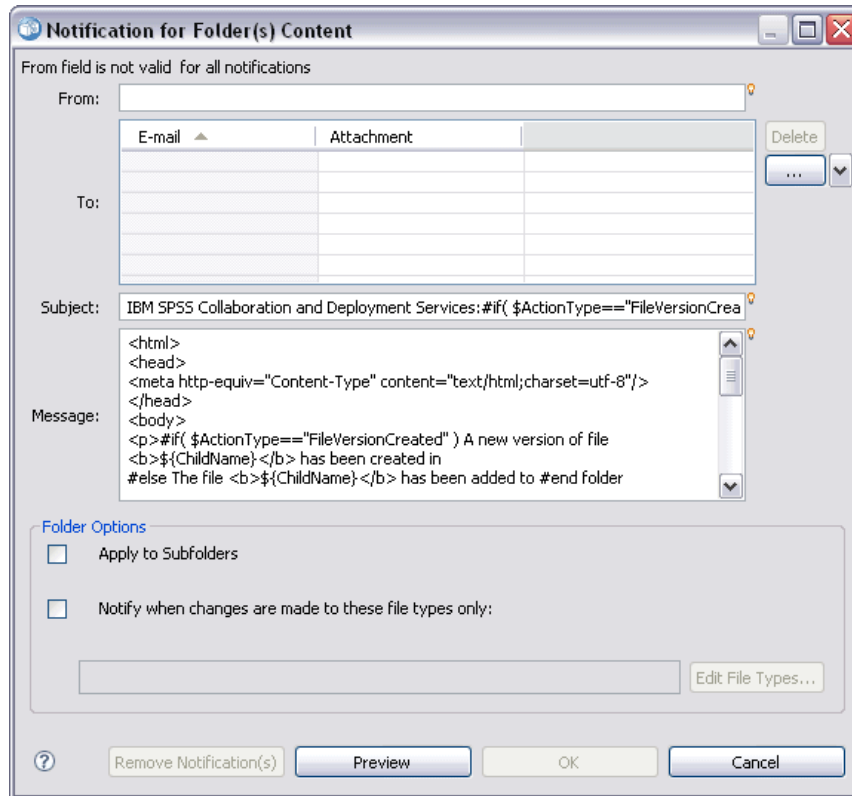 Notification for Folder(s) Content
From field is not valid for all notifications
From:
E-mail Attachment
Delete
...
To:
Subject: IBM SPSS Collaboration and Deployment Services:#if( $ActionType=="FileVersionCrea
Message:
<html>
<head>
<meta http-equiv="Content-Type" content="text/html;charset=utf-8"/>
</head>
<body>
<p>#if( $ActionType=="FileVersionCreated" ) A new version of file
<b>${ChildName}</b> has been created in
#else The file <b>${ChildName}</b> has been added to #end folder
Folder Options
Apply to Subfolders
Notify when changes are made to these file types only:
Edit File Types...
? Remove Notification(s) Preview OK Cancel